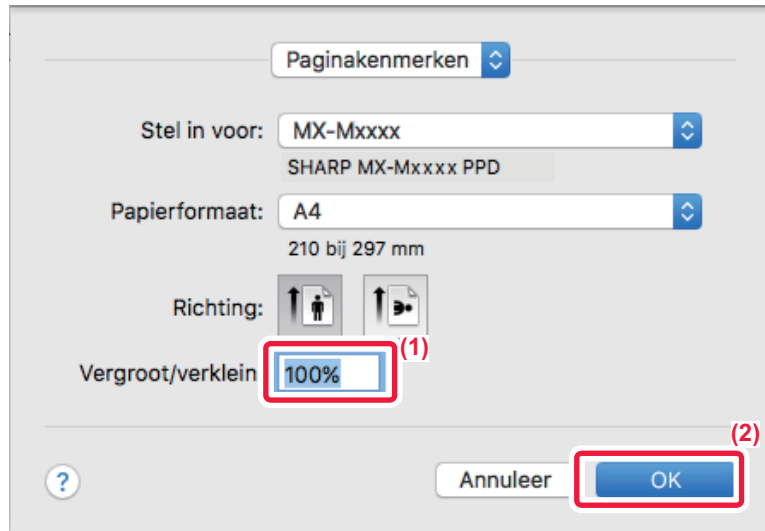 Paginakenmerken
Stel in voor: MX-Mxxxx
SHARP MX-Mxxxx PPD
Papierformaat: A4
210 bij 297 mm
Richting:
(1)
Vergroot/verklein 100%
(2)
? Annuleer OK